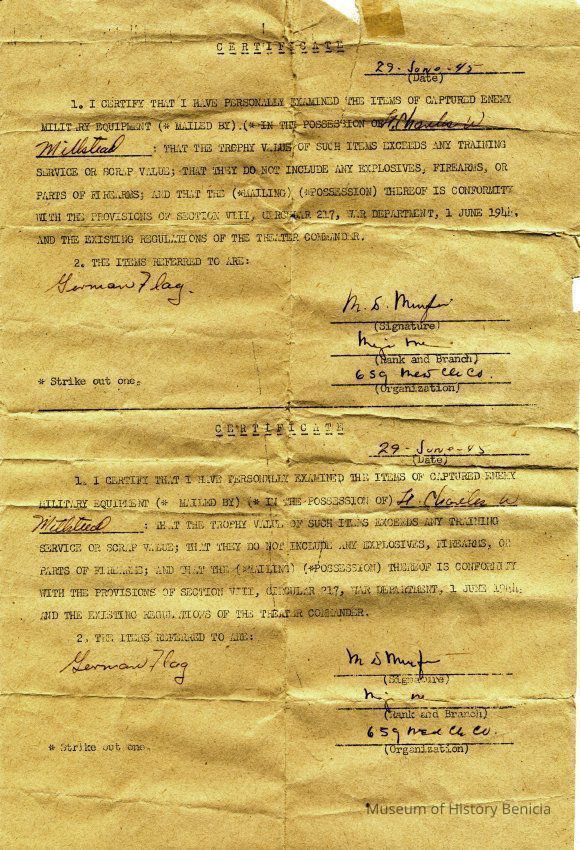 CERTIFICATE
29-June-45
(Date)
1. I CERTIFY THAT I HAVE PERSONALLY EXAMINED THE ITEMS OF CAPTURED ENEMY
MILITARY EQUIPMENT (* MAILED BY) (* IN THE POSSESSION OF Lt. Charles W
Millstead : THAT THE TROPHY VALUE OF SUCH ITEMS EXCEEDS ANY TRAINING
SERVICE OR SCRAP VALUE; THAT THEY DO NOT INCLUDE ANY EXPLOSIVES, FIREARMS, OR
PARTS OF FIREARMS; AND THAT THE (*MAILING) (*POSSESSION) THEREOF IS CONFORMITY
WITH THE PROVISIONS OF SECTION VIII, CIRCULAR 217, WAR DEPARTMENT, 1 JUNE 1944,
AND THE EXISTING REGULATIONS OF THE THEATER COMMANDER.
2. THE ITEMS REFERRED TO ARE:
German Flag.
M. S.
(Signature)
(Rank and Branch)
659 Med Clr Co.
(Organization)
* Strike out one.
CERTIFICATE
29-June-45
(Date)
1. I CERTIFY THAT I HAVE PERSONALLY EXAMINED THE ITEMS OF CAPTURED ENEMY
MILITARY EQUIPMENT (* MAILED BY) (* IN THE POSSESSION OF) Lt. Charles W
Millstead : THAT THE TROPHY VALUE OF SUCH ITEMS EXCEEDS ANY TRAINING
SERVICE OR SCRAP VALUE; THAT THEY DO NOT INCLUDE ANY EXPLOSIVES, FIREARMS, OR
PARTS OF FIREARMS; AND THAT THE (*MAILING) (*POSSESSION) THEREOF IS CONFORMITY
WITH THE PROVISIONS OF SECTION VIII, CIRCULAR 217, WAR DEPARTMENT, 1 JUNE 1944,
AND THE EXISTING REGULATIONS OF THE THEATER COMMANDER.
2. THE ITEMS REFERRED TO ARE:
German Flag
M S
(Signature)
(Rank and Branch)
659 Med Clr Co.
(Organization)
* Strike out one.
Museum of History Benicia